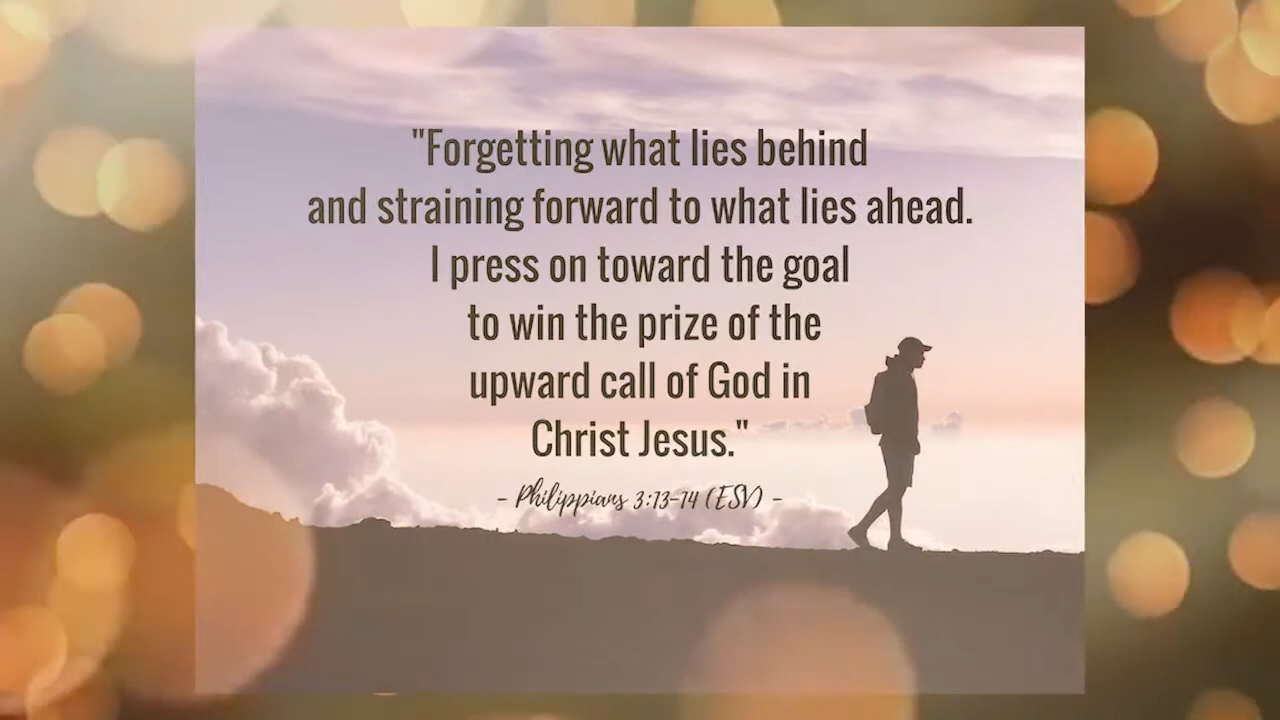 "Forgetting what lies behind
and straining forward to what lies ahead.
I press on toward the goal
to win the prize of the
upward call of God in
Christ Jesus."
- Philippians 3:13-14 (ESV) -